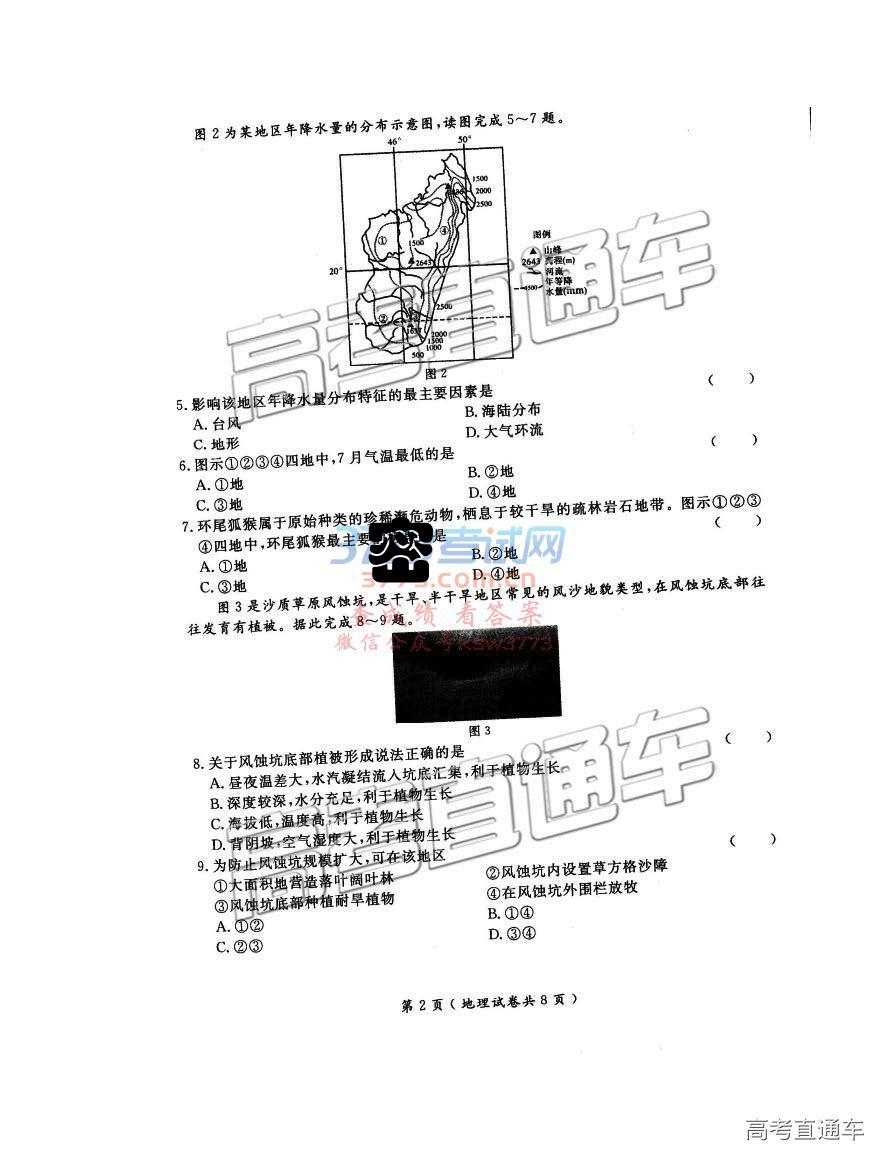 图 2 为某地区年降水量的分布示意图,读图完成 5～7 题。
46°
50°
1500
2000
2500
④
图例
①
1500
山峰
2643
2643 高程(m)
河流
20°
年等降
1500 水量(mm)
2500
②
③
1637
2000
1500
1000
500
图 2
5.影响该地区年降水量分布特征的最主要因素是 ( )
A.台风
B.海陆分布
C.地形
D.大气环流
6.图示①②③④四地中,7 月气温最低的是 ( )
A.①地
B.②地
C.③地
D.④地
7.环尾狐猴属于原始种类的珍稀濒危动物,栖息于较干旱的疏林岩石地带。图示①②③
④四地中,环尾狐猴最主要 是 ( )
A.①地
B.②地
C.③地
D.④地
3773考试网
3773.com.cn
图 3 是沙质草原风蚀坑,是干旱、半干旱地区常见的风沙地貌类型,在风蚀坑底部往
往发育有植被。据此完成 8～9 题。
查成绩 看答案
微信公众号ksw3773
图 3
8.关于风蚀坑底部植被形成说法正确的是 ( )
A.昼夜温差大,水汽凝结流入坑底汇集,利于植物生长
B.深度较深,水分充足,利于植物生长
C.海拔低,温度高,利于植物生长
D.背阴坡,空气湿度大,利于植物生长
9.为防止风蚀坑规模扩大,可在该地区 ( )
①大面积地营造落叶阔叶林
②风蚀坑内设置草方格沙障
③风蚀坑底部种植耐旱植物
④在风蚀坑外围栏放牧
A.①②
B.①④
C.②③
D.③④
第 2 页(地理试卷共 8 页)
高考直通车
高考直通车
高考直通车